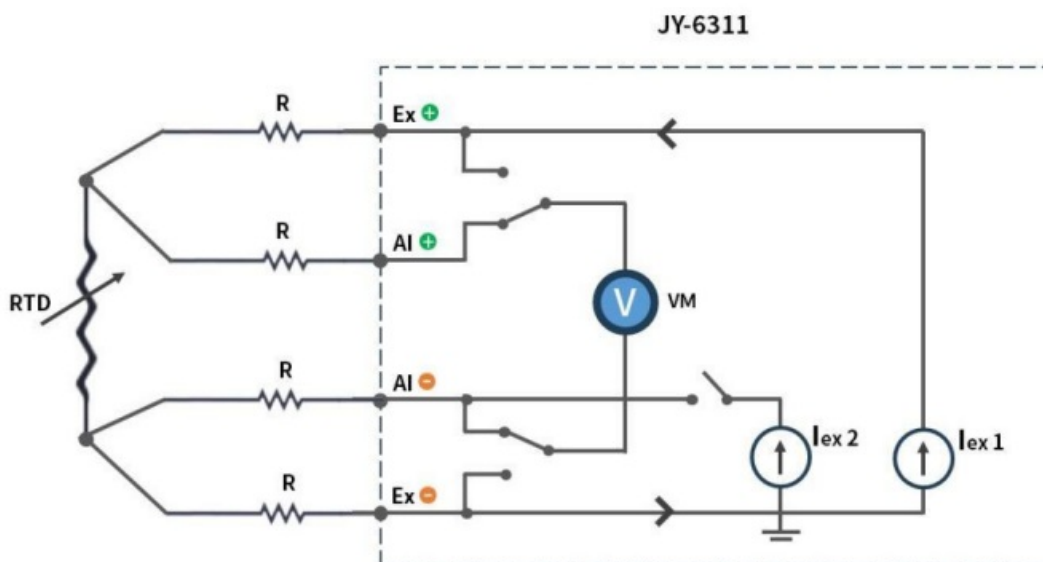 JY-6311
R
Ex +
R
AI +
RTD
V
VM
R
AI -
Iex 2
Iex 1
R
Ex -